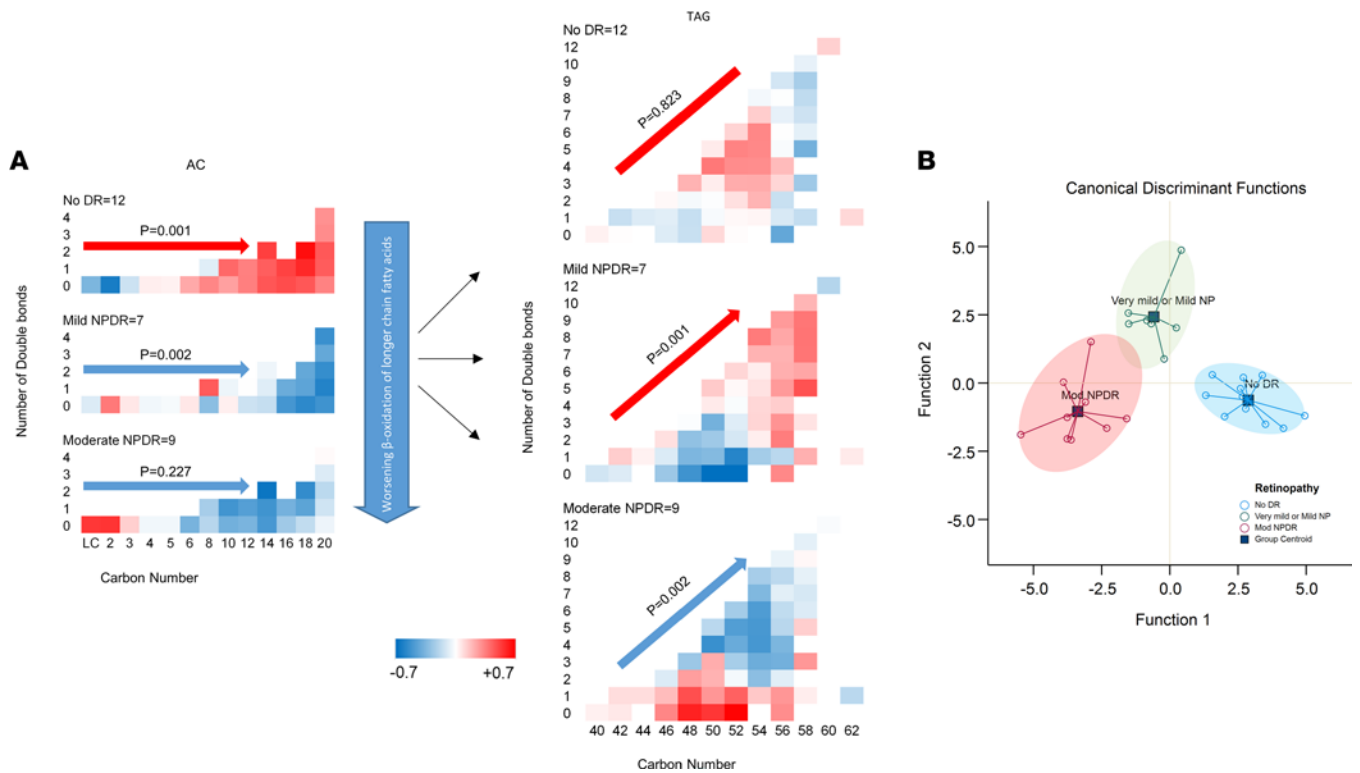 A
AC
No DR=12
4
3
2
1
0
P=0.001
Mild NPDR=7
4
3
2
1
0
P=0.002
Moderate NPDR=9
4
3
2
1
0
P=0.227
LC 2 3 4 5 6 8 10 12 14 16 18 20
Carbon Number
Number of Double bonds
Worsening β-oxidation of longer chain fatty acids
-0.7 +0.7
TAG
No DR=12
12
10
9
8
7
6
5
4
3
2
1
0
P=0.823
Mild NPDR=7
12
10
9
8
7
6
5
4
3
2
1
0
P=0.001
Moderate NPDR=9
12
10
9
8
7
6
5
4
3
2
1
0
P=0.002
40 42 44 46 48 50 52 54 56 58 60 62
Carbon Number
Number of Double bonds
B
Canonical Discriminant Functions
5.0
2.5
0.0
-2.5
-5.0
Function 2
Very mild or Mild NP
No DR
Mod NPDR
Retinopathy
No DR
Very mild or Mild NP
Mod NPDR
Group Centroid
-5.0 -2.5 0.0 2.5 5.0
Function 1